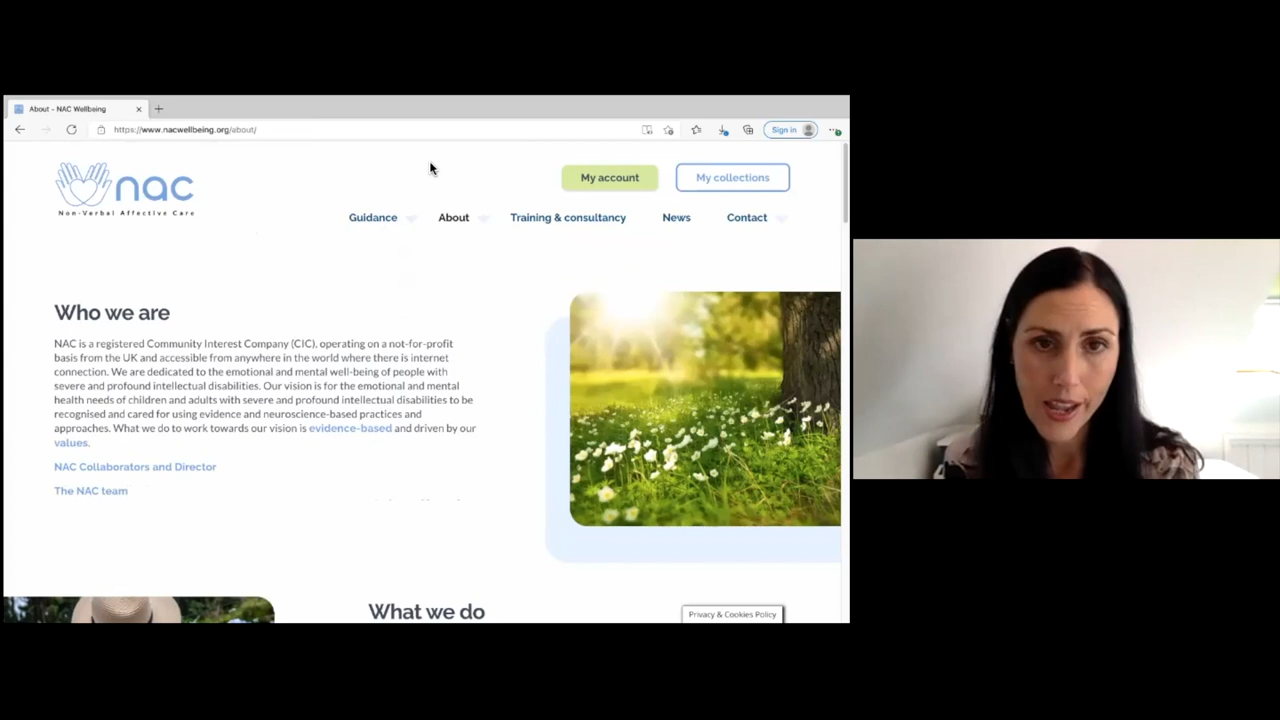 About - NAC Wellbeing
https://www.nacwellbeing.org/about/
Sign in
nac
Non-Verbal Affective Care
My account
My collections
Guidance
About
Training & consultancy
News
Contact
Who we are
NAC is a registered Community Interest Company (CIC), operating on a not-for-profit
basis from the UK and accessible from anywhere in the world where there is internet
connection. We are dedicated to the emotional and mental well-being of people with
severe and profound intellectual disabilities. Our vision is for the emotional and mental
health needs of children and adults with severe and profound intellectual disabilities to be
recognised and cared for using evidence and neuroscience-based practices and
approaches. What we do to work towards our vision is evidence-based and driven by our
values.
NAC Collaborators and Director
The NAC team
What we do
Privacy & Cookies Policy